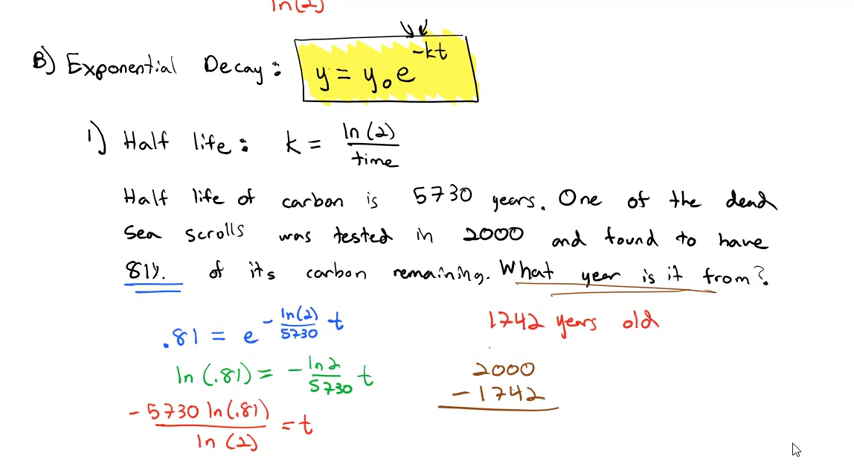 ln(2)
B) Exponential Decay: y = y₀e^(-kt)
1) Half life: k = ln(2)/time
Half life of carbon is 5730 years. One of the dead
sea scrolls was tested in 2000 and found to have
81% of its carbon remaining. What year is it from?
.81 = e^(-ln(2)/5730 t)
1742 years old
ln(.81) = -ln2/5730 t
2000
-1742
-5730 ln(.81)/ln(2) = t